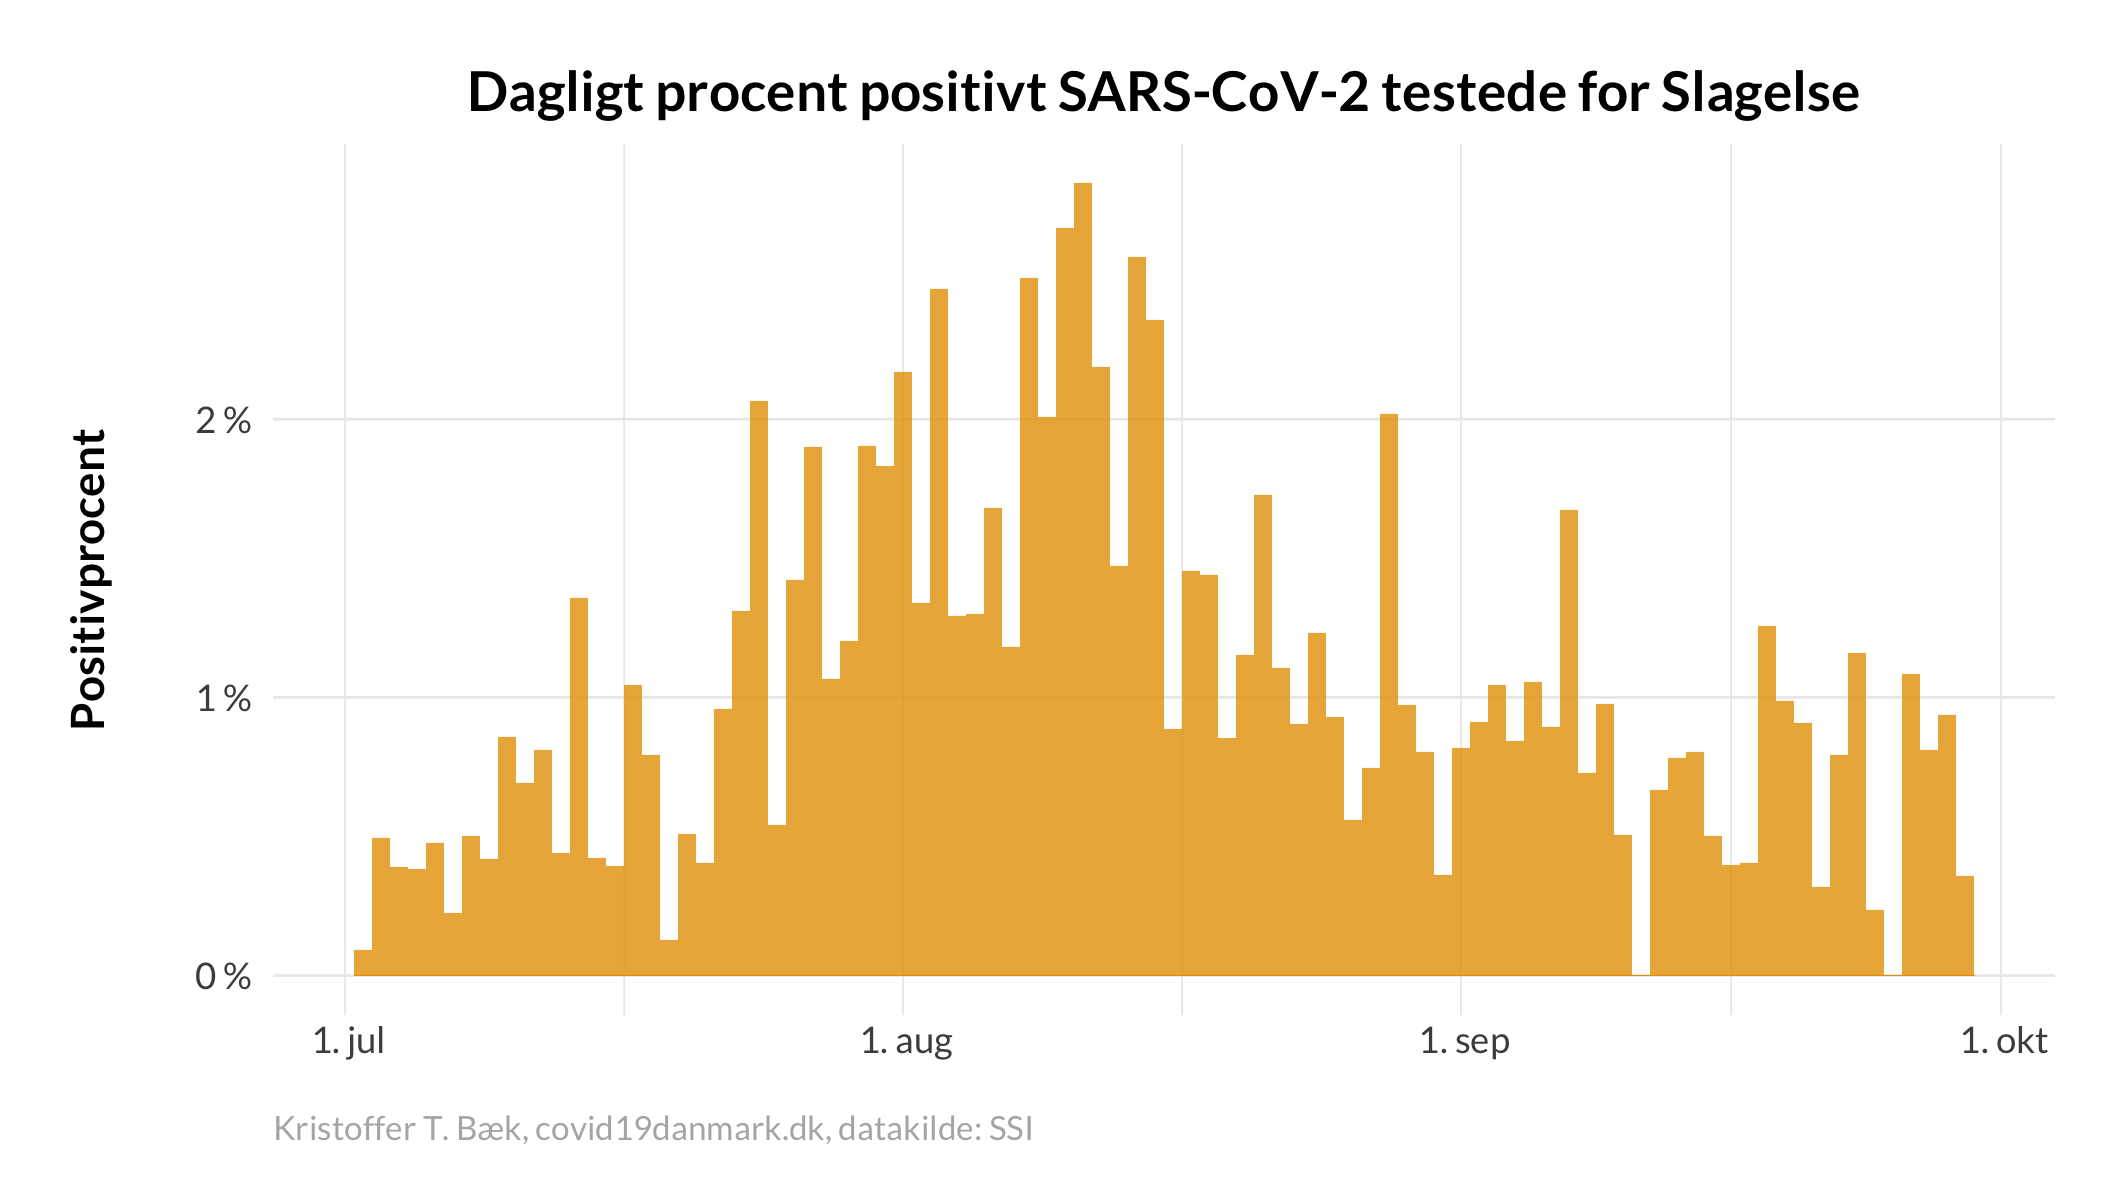 Dagligt procent positivt SARS-CoV-2 testede for Slagelse
Positivprocent
2 %
1 %
0 %
1. jul
1. aug
1. sep
1. okt
Kristoffer T. Bæk, covid19danmark.dk, datakilde: SSI